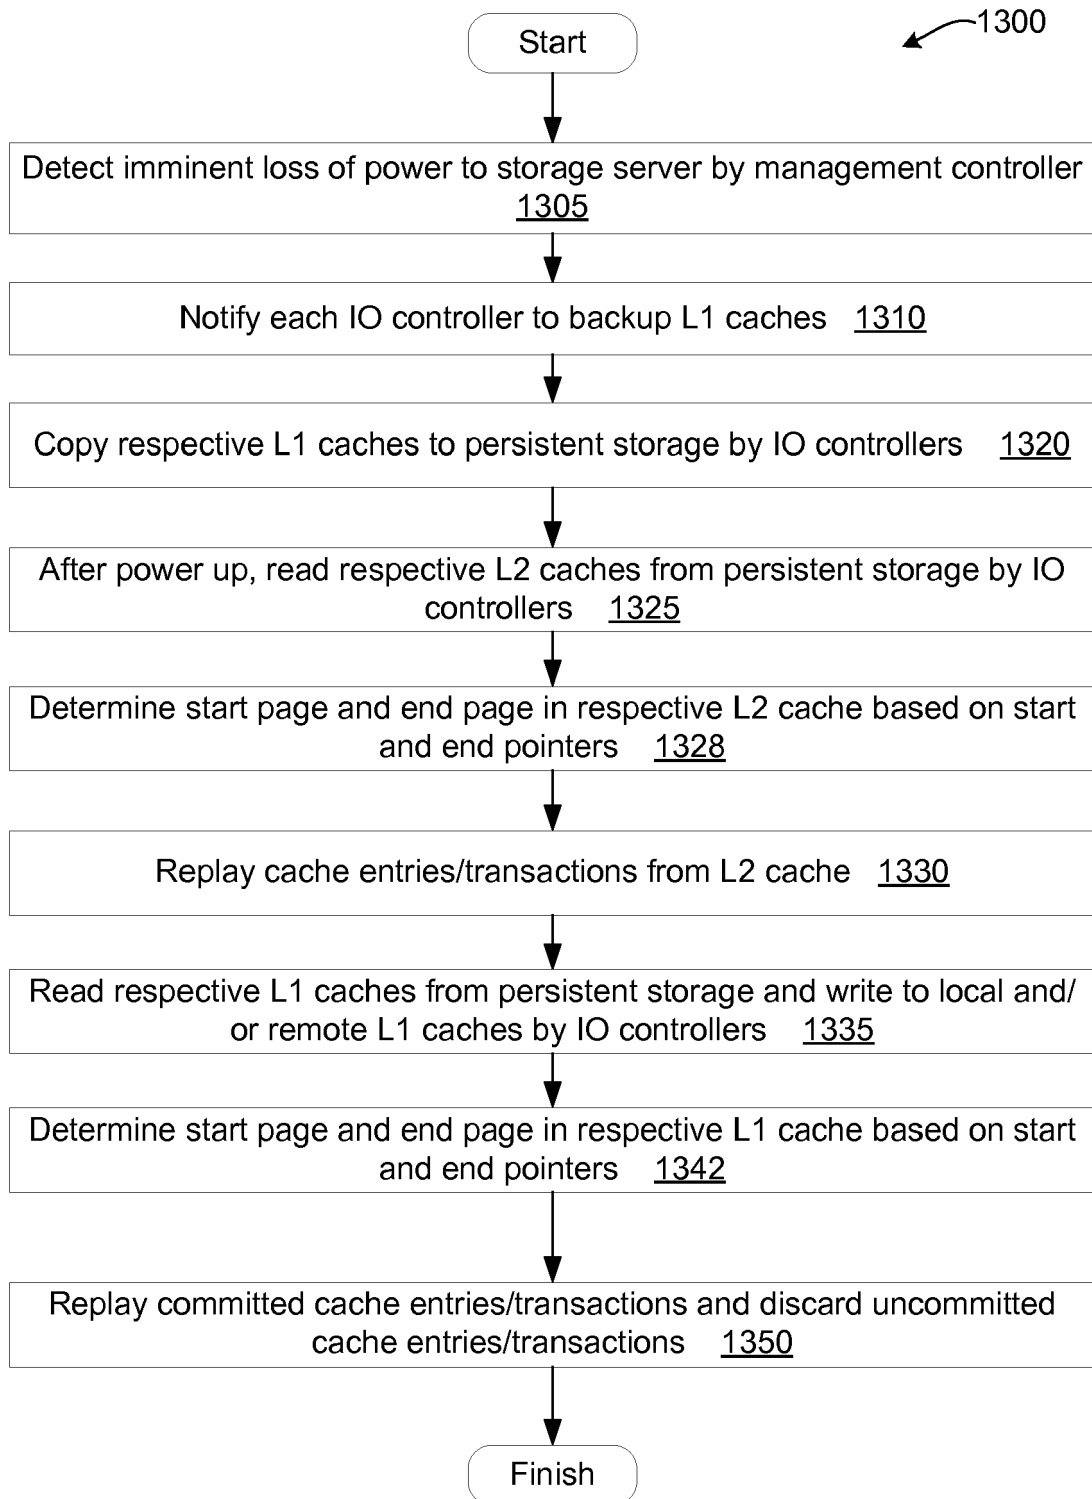 Start
1300
Detect imminent loss of power to storage server by management controller
1305
Notify each IO controller to backup L1 caches 1310
Copy respective L1 caches to persistent storage by IO controllers 1320
After power up, read respective L2 caches from persistent storage by IO
controllers 1325
Determine start page and end page in respective L2 cache based on start
and end pointers 1328
Replay cache entries/transactions from L2 cache 1330
Read respective L1 caches from persistent storage and write to local and/
or remote L1 caches by IO controllers 1335
Determine start page and end page in respective L1 cache based on start
and end pointers 1342
Replay committed cache entries/transactions and discard uncommitted
cache entries/transactions 1350
Finish